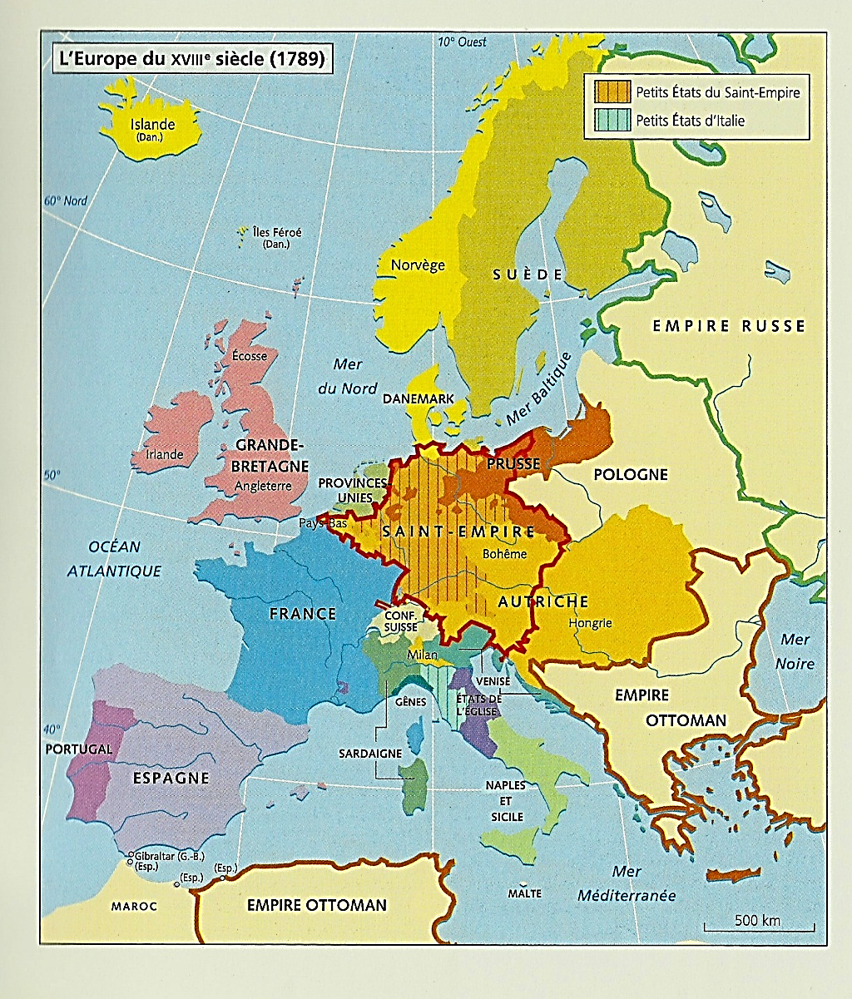 10° Ouest
L'Europe du XVIIIe siècle (1789)
Petits États du Saint-Empire
Petits États d'Italie
Islande
(Dan.)
60° Nord
Îles Féroé
(Dan.)
Norvège
SUÈDE
EMPIRE RUSSE
Écosse
Mer
du Nord
DANEMARK
Mer Baltique
GRANDE-
BRETAGNE
Angleterre
Irlande
50°
PROVINCES-
UNIES
PRUSSE
POLOGNE
Pays-Bas
SAINT-EMPIRE
Bohême
OCÉAN
ATLANTIQUE
FRANCE
AUTRICHE
Hongrie
CONF.
SUISSE
Milan
Mer
Noire
VENISE
GÊNES
ÉTATS DE
L'ÉGLISE
EMPIRE
OTTOMAN
40°
PORTUGAL
ESPAGNE
SARDAIGNE
NAPLES
ET
SICILE
Gibraltar (G.-B.)
(Esp.)
(Esp.)
(Esp.)
MAROC
EMPIRE OTTOMAN
MALTE
Mer
Méditerranée
500 km